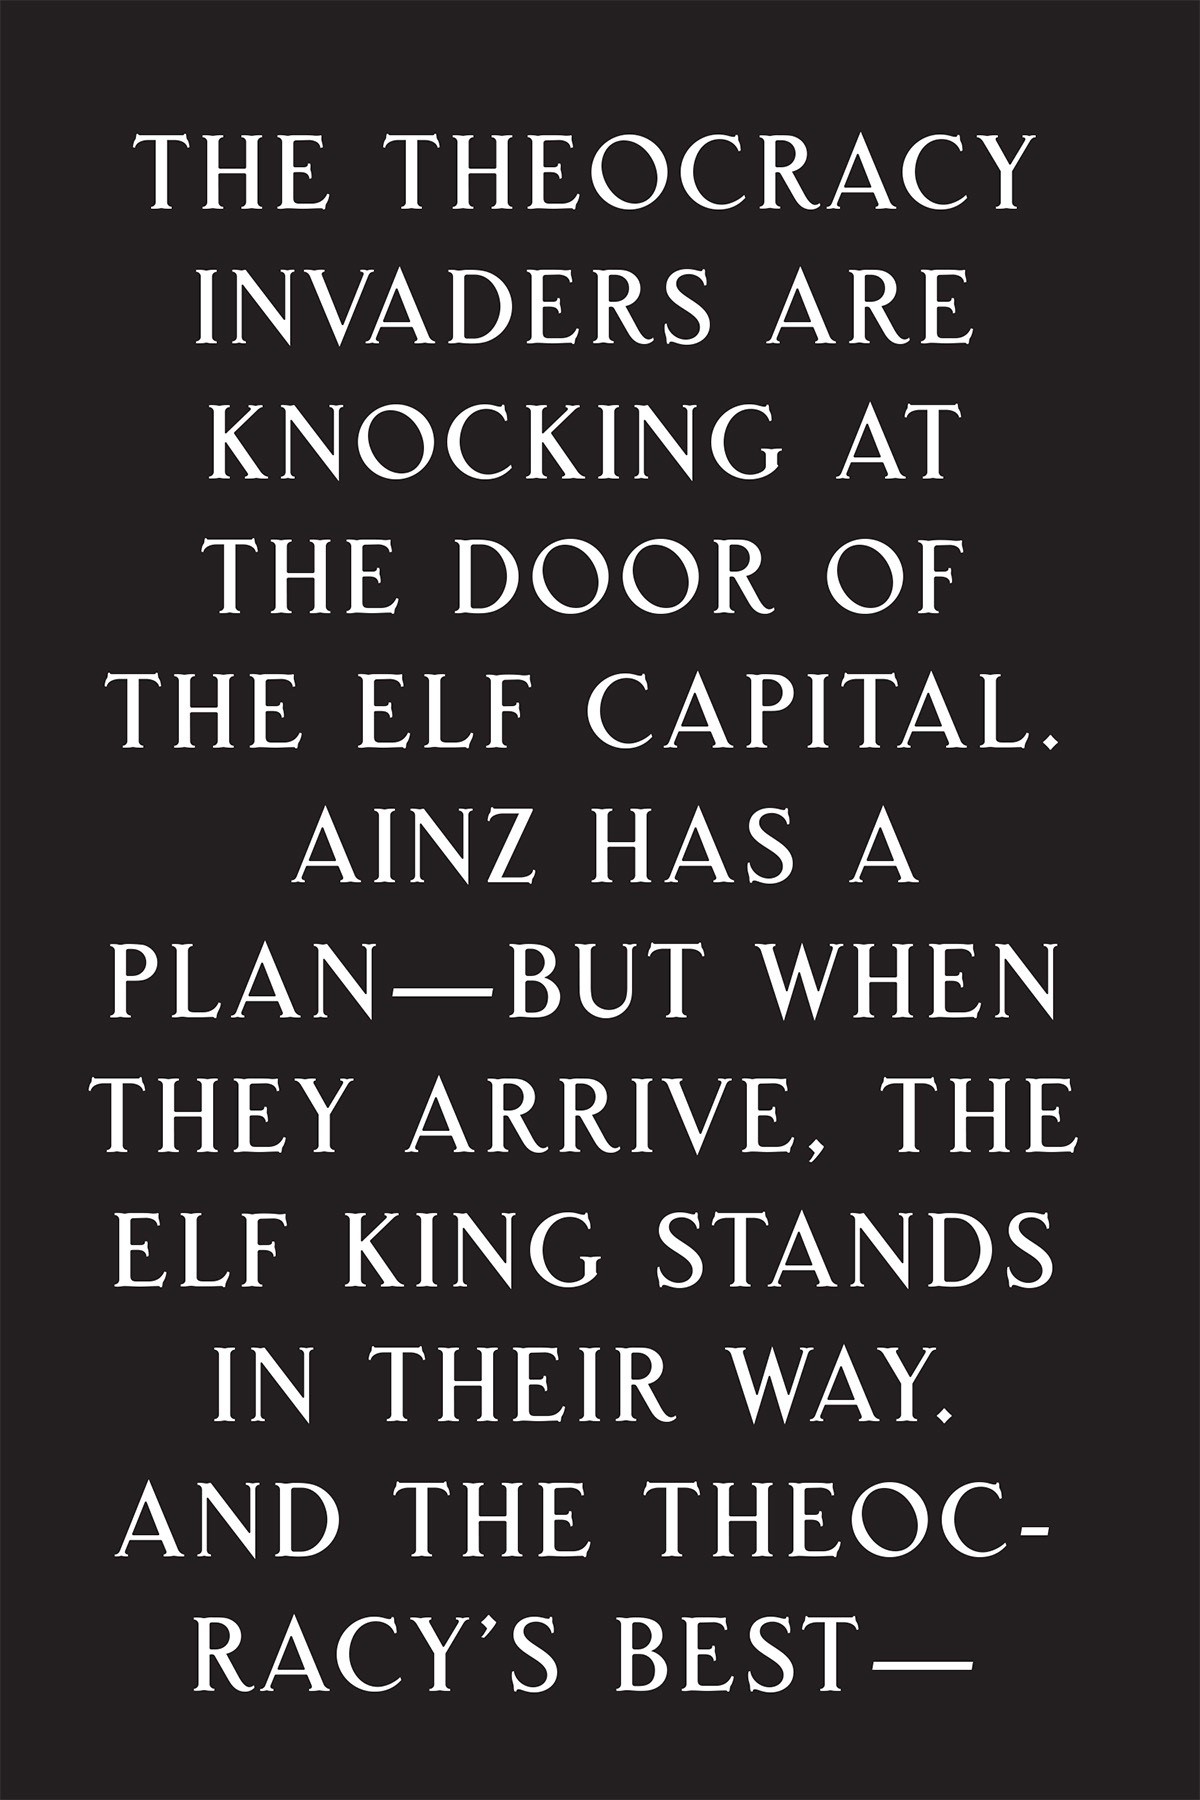 THE THEOCRACY
INVADERS ARE
KNOCKING AT
THE DOOR OF
THE ELF CAPITAL.
AINZ HAS A
PLAN—BUT WHEN
THEY ARRIVE, THE
ELF KING STANDS
IN THEIR WAY.
AND THE THEOC-
RACY’S BEST—